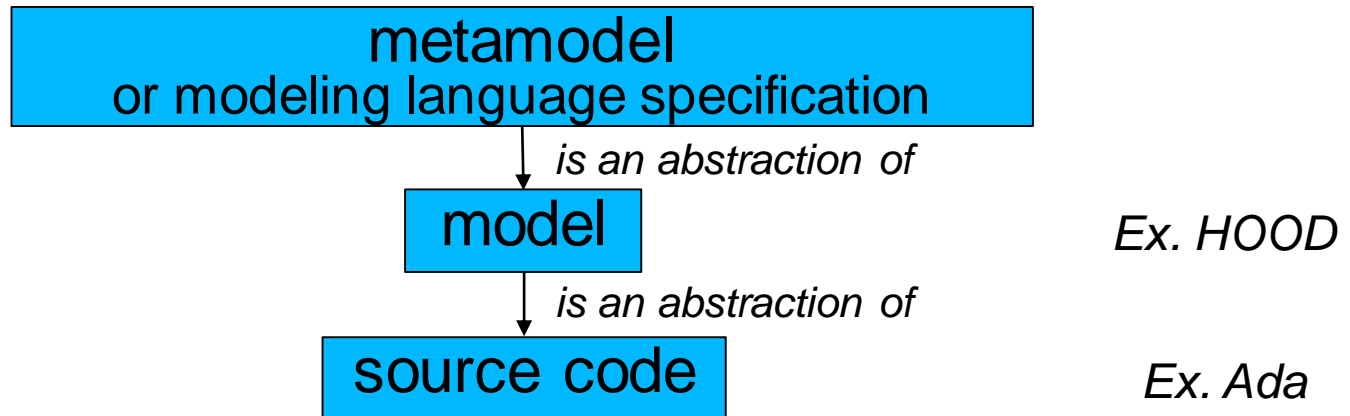 metamodel
or modeling language specification
is an abstraction of
model
Ex. HOOD
is an abstraction of
source code
Ex. Ada